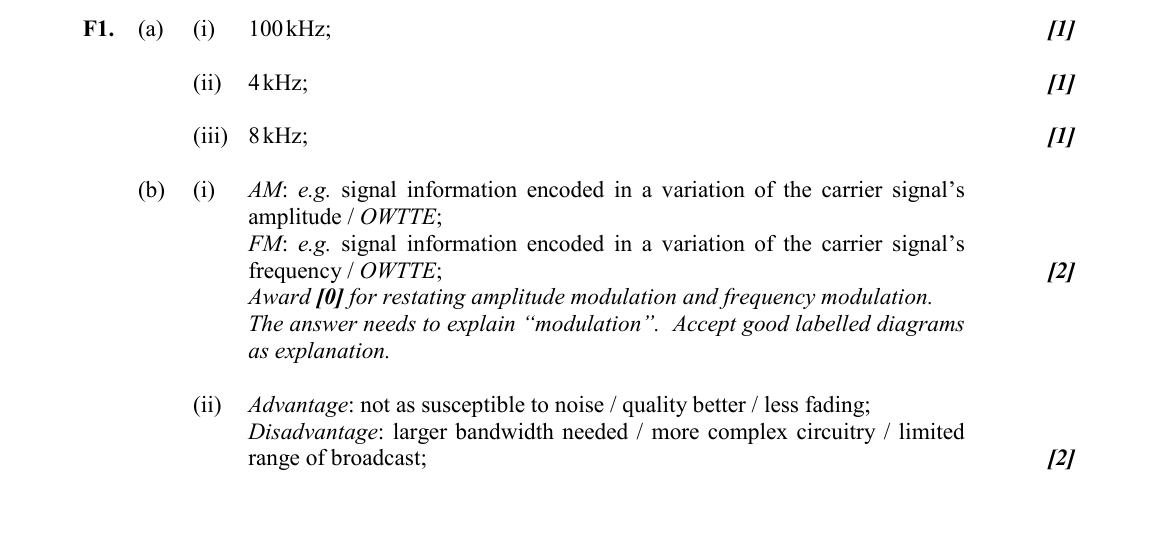 F1. (a) (i) 100 kHz; [1]
(ii) 4 kHz; [1]
(iii) 8 kHz; [1]
(b) (i) AM: e.g. signal information encoded in a variation of the carrier signal’s
amplitude / OWTTE;
FM: e.g. signal information encoded in a variation of the carrier signal’s
frequency / OWTTE; [2]
Award [0] for restating amplitude modulation and frequency modulation.
The answer needs to explain “modulation”. Accept good labelled diagrams
as explanation.
(ii) Advantage: not as susceptible to noise / quality better / less fading;
Disadvantage: larger bandwidth needed / more complex circuitry / limited
range of broadcast; [2]